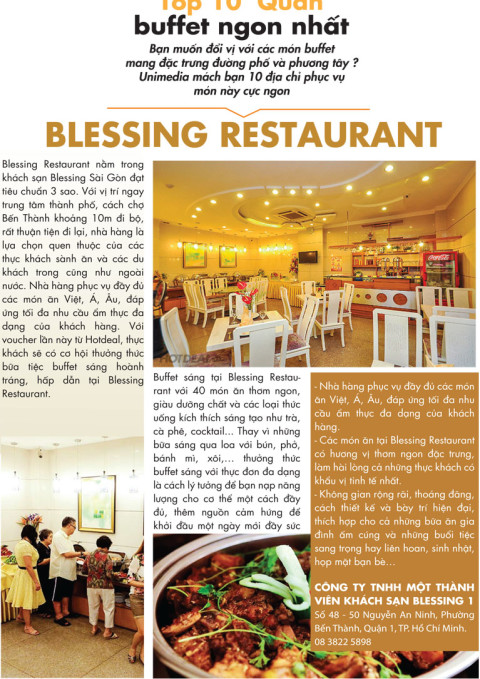 Top 10 Quán
buffet ngon nhất
Bạn muốn đổi vị với các món buffet
mang đặc trưng đường phố và phương tây ?
Unimedia mách bạn 10 địa chỉ phục vụ
món này cực ngon
BLESSING RESTAURANT
Blessing Restaurant nằm trong
khách sạn Blessing Sài Gòn đạt
tiêu chuẩn 3 sao. Với vị trí ngay
trung tâm thành phố, cách chợ
Bến Thành khoảng 10m đi bộ,
rất thuận tiện đi lại, nhà hàng là
lựa chọn quen thuộc của các
thực khách sành ăn và các du
khách trong cũng như ngoài
nước. Nhà hàng phục vụ đầy đủ
các món ăn Việt, Á, Âu, đáp
ứng tối đa nhu cầu ẩm thực đa
dạng của khách hàng. Với
voucher lần này từ Hotdeal, thực
khách sẽ có cơ hội thưởng thức
bữa tiệc buffet sáng hoành
tráng, hấp dẫn tại Blessing
Restaurant.
HOTDEAL
Coca-Cola
Buffet sáng tại Blessing Restau-
rant với 40 món ăn thơm ngon,
giàu dưỡng chất và các loại thức
uống kích thích sáng tạo như trà,
cà phê, cocktail... Thay vì những
bữa sáng qua loa với bún, phở,
bánh mì, xôi,... thưởng thức
buffet sáng với thực đơn đa dạng
là cách lý tưởng để bạn nạp năng
lượng cho cơ thể một cách đầy
đủ, thêm nguồn cảm hứng để
khởi đầu một ngày mới đầy sức
- Nhà hàng phục vụ đầy đủ các món
ăn Việt, Á, Âu, đáp ứng tối đa nhu
cầu ẩm thực đa dạng của khách
hàng.
- Các món ăn tại Blessing Restaurant
có hương vị thơm ngon đặc trưng,
làm hài lòng cả những thực khách có
khẩu vị tinh tế nhất.
- Không gian rộng rãi, thoáng đãng,
cách thiết kế và bày trí hiện đại,
thích hợp cho cả những bữa ăn gia
đình ấm cúng và những buổi tiệc
sang trọng hay liên hoan, sinh nhật,
họp mặt bạn bè...
CÔNG TY TNHH MỘT THÀNH
VIÊN KHÁCH SẠN BLESSING 1
Số 48 - 50 Nguyễn An Ninh, Phường
Bến Thành, Quận 1, TP. Hồ Chí Minh.
08 3822 5898